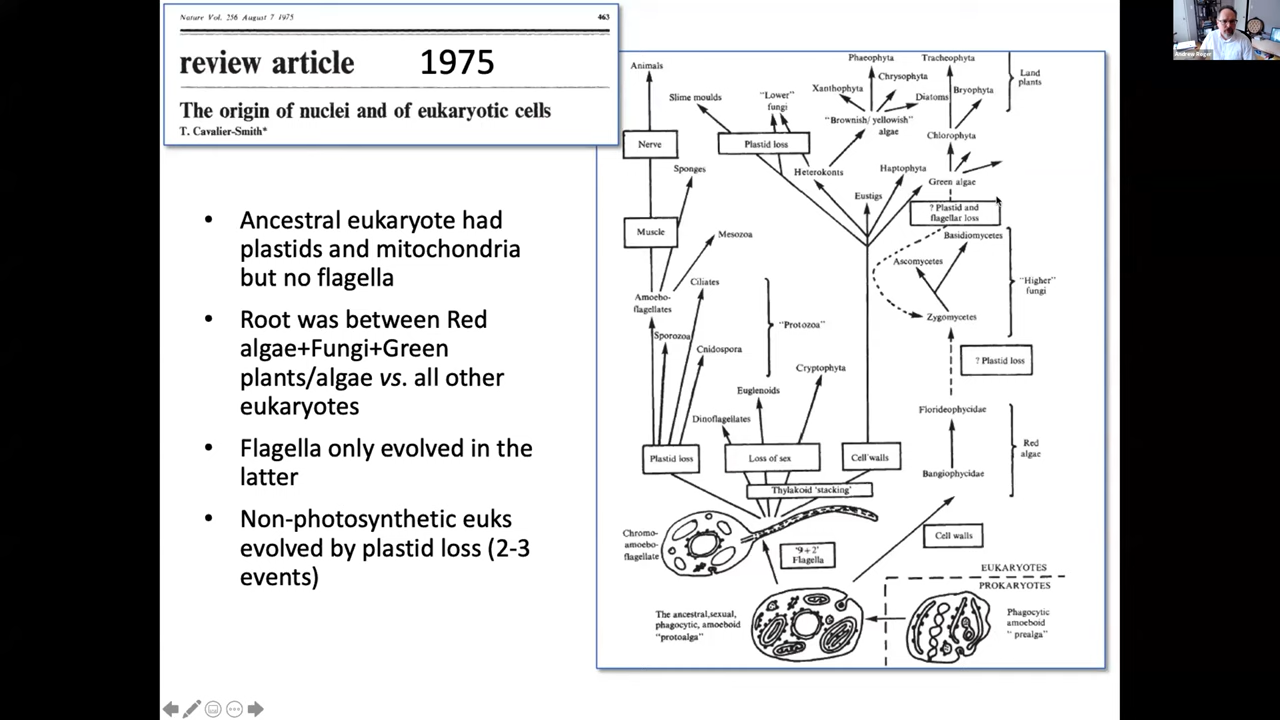 Nature Vol. 256 August 7 1975
463
review article 1975
The origin of nuclei and of eukaryotic cells
T. Cavalier-Smith*
• Ancestral eukaryote had
plastids and mitochondria
but no flagella
• Root was between Red
algae+Fungi+Green
plants/algae vs. all other
eukaryotes
• Flagella only evolved in the
latter
• Non-photosynthetic euks
evolved by plastid loss (2-3
events)
Animals
Slime moulds
"Lower"
fungi
Xanthophyta
Phaeophyta
Chrysophyta
Diatoms
Tracheophyta
Bryophyta
Land
plants
"Brownish/ yellowish"
algae
Chlorophyta
Nerve
Plastid loss
Sponges
Heterokonts
Haptophyta
Green algae
Eustigs
? Plastid and
flagellar loss
Muscle
Mesozoa
Basidiomycetes
Ascomycetes
"Higher"
fungi
Ciliates
Amoebo-
flagellates
Zygomycetes
"Protozoa"
Sporozoa
Cnidospora
? Plastid loss
Cryptophyta
Euglenoids
Dinoflagellates
Florideophycidae
Red
algae
Plastid loss
Loss of sex
Cell walls
Bangiophycidae
Thylakoid 'stacking'
Chromo-
amoebo-
flagellate
'9+2'
Flagella
Cell walls
EUKARYOTES
PROKARYOTES
The ancestral,sexual,
phagocytic, amoeboid
"protoalga"
Phagocytic
amoeboid
"prealga"
Andrew Roger